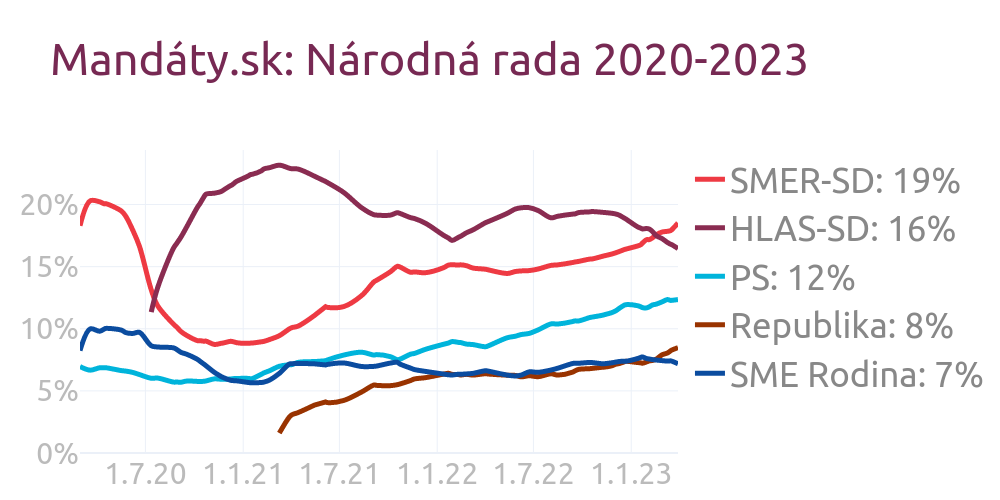 Mandáty.sk: Národná rada 2020-2023
20%
15%
10%
5%
0%
1.7.20 1.1.21 1.7.21 1.1.22 1.7.22 1.1.23
SMER-SD: 19%
HLAS-SD: 16%
PS: 12%
Republika: 8%
SME Rodina: 7%